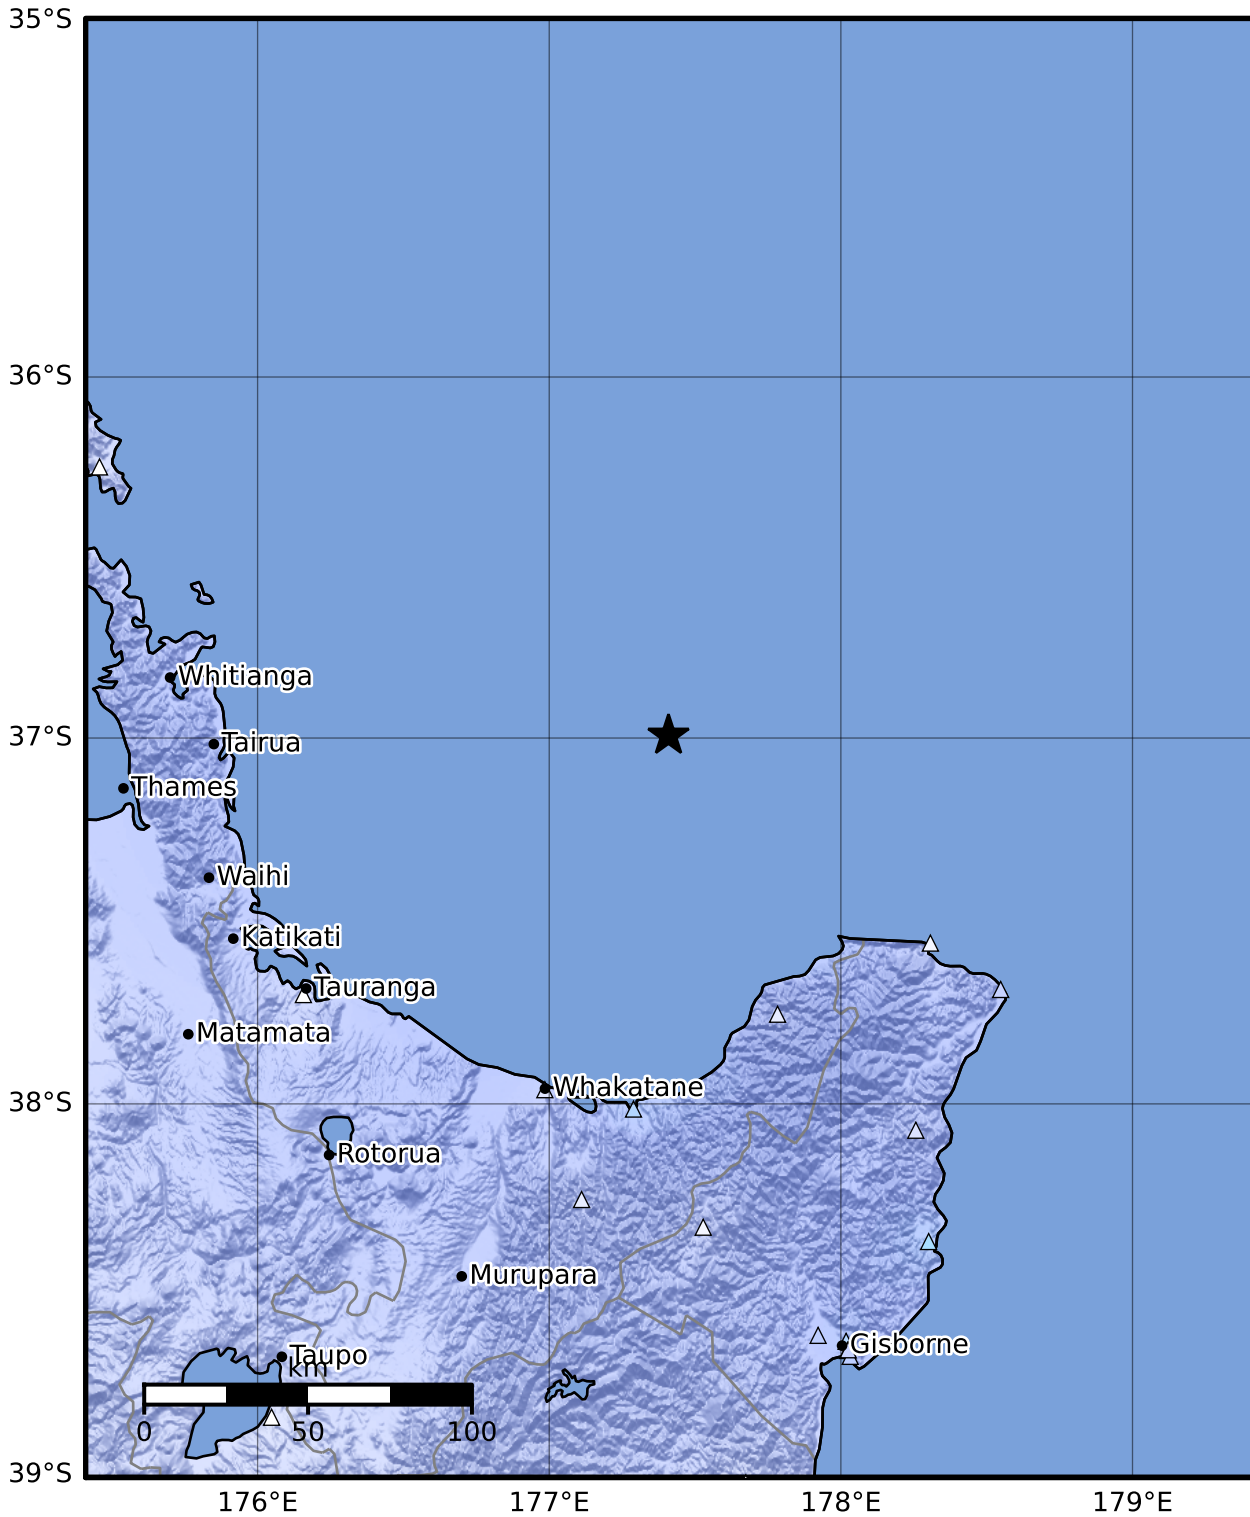 35°S
36°S
Whitianga
37°S
Tairua
Thames
Waihi
Katikati
Tauranga
Matamata
Whakatane
38°S
Rotorua
Murupara
Gisborne
Taupo
km
0 50 100
39°S
176°E 177°E 178°E 179°E